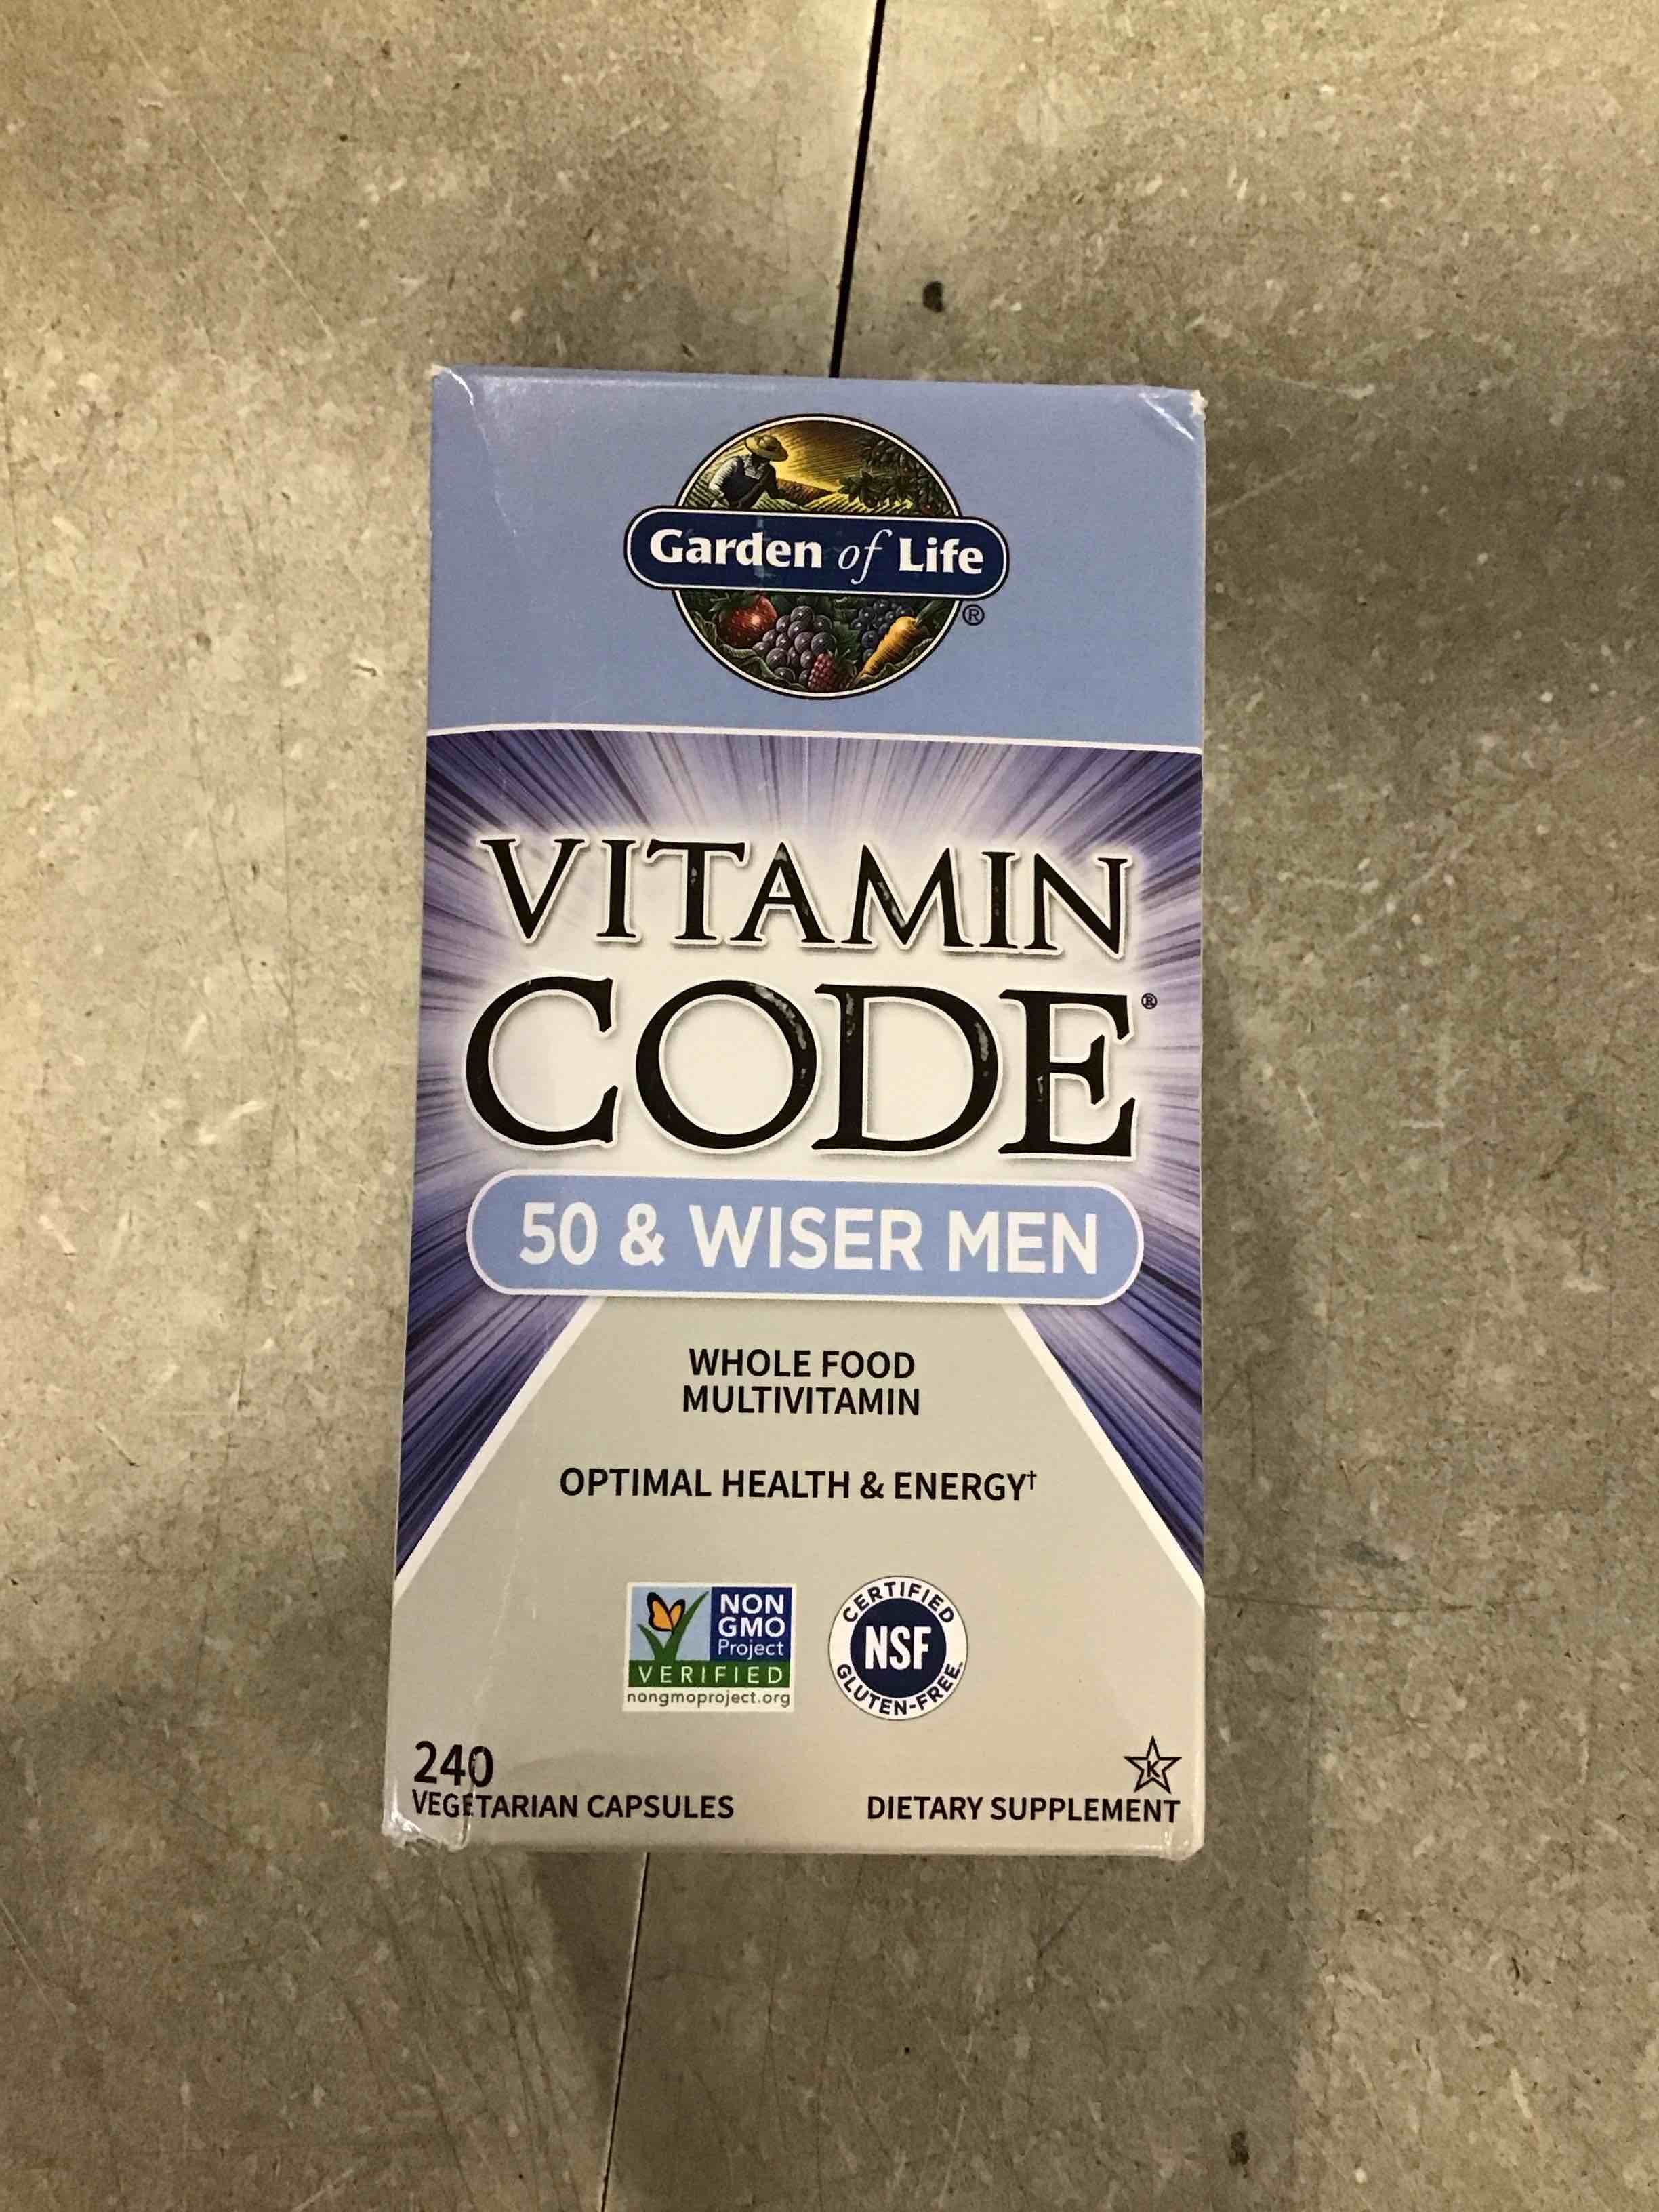 Garden of Life®
VITAMIN
CODE®
50 & WISER MEN
WHOLE FOOD
MULTIVITAMIN
OPTIMAL HEALTH & ENERGY†
NON
GMO
Project
VERIFIED
nongmoproject.org
CERTIFIED
NSF
GLUTEN-FREE™
240
VEGETARIAN CAPSULES
K
DIETARY SUPPLEMENT